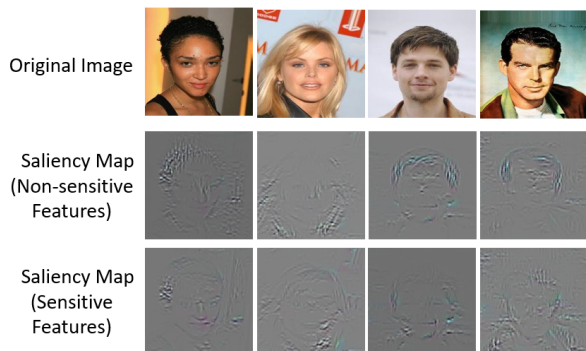 Original Image
Saliency Map
(Non-sensitive
Features)
Saliency Map
(Sensitive
Features)